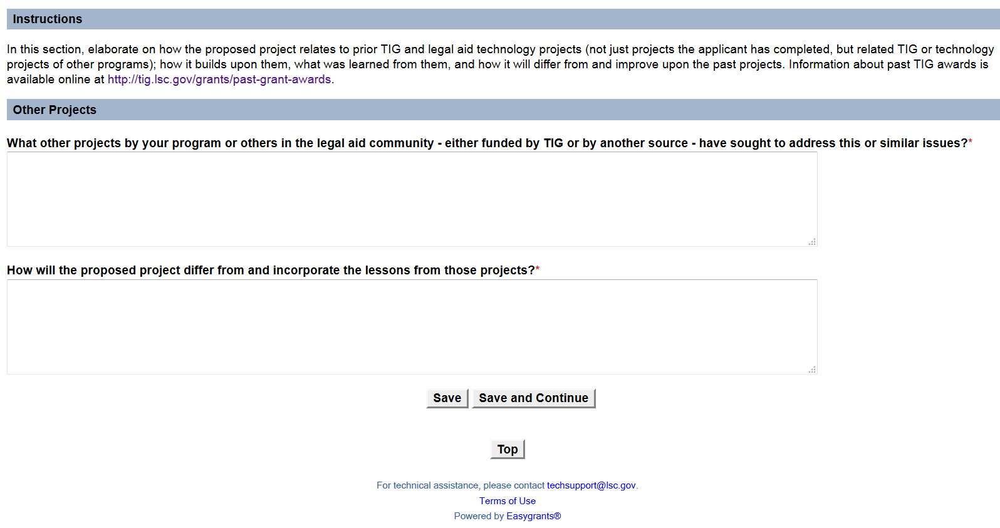 Instructions
In this section, elaborate on how the proposed project relates to prior TIG and legal aid technology projects (not just projects the applicant has completed, but related TIG or technology
projects of other programs); how it builds upon them, what was learned from them, and how it will differ from and improve upon the past projects. Information about past TIG awards is
available online at http://tig.lsc.gov/grants/past-grant-awards.
Other Projects
What other projects by your program or others in the legal aid community - either funded by TIG or by another source - have sought to address this or similar issues?*
How will the proposed project differ from and incorporate the lessons from those projects?*
Save Save and Continue
Top
For technical assistance, please contact techsupport@lsc.gov.
Terms of Use
Powered by Easygrants®